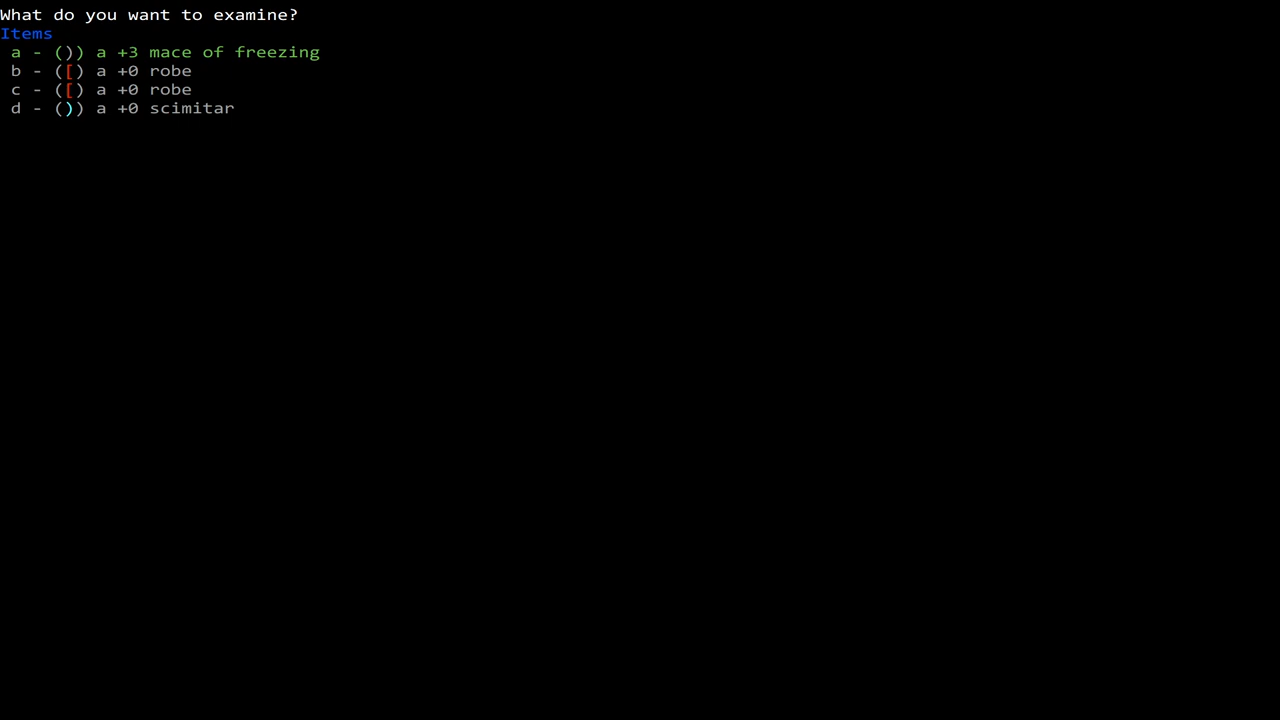 What do you want to examine?
Items
a - ()) a +3 mace of freezing
b - ([) a +0 robe
c - ([) a +0 robe
d - ()) a +0 scimitar